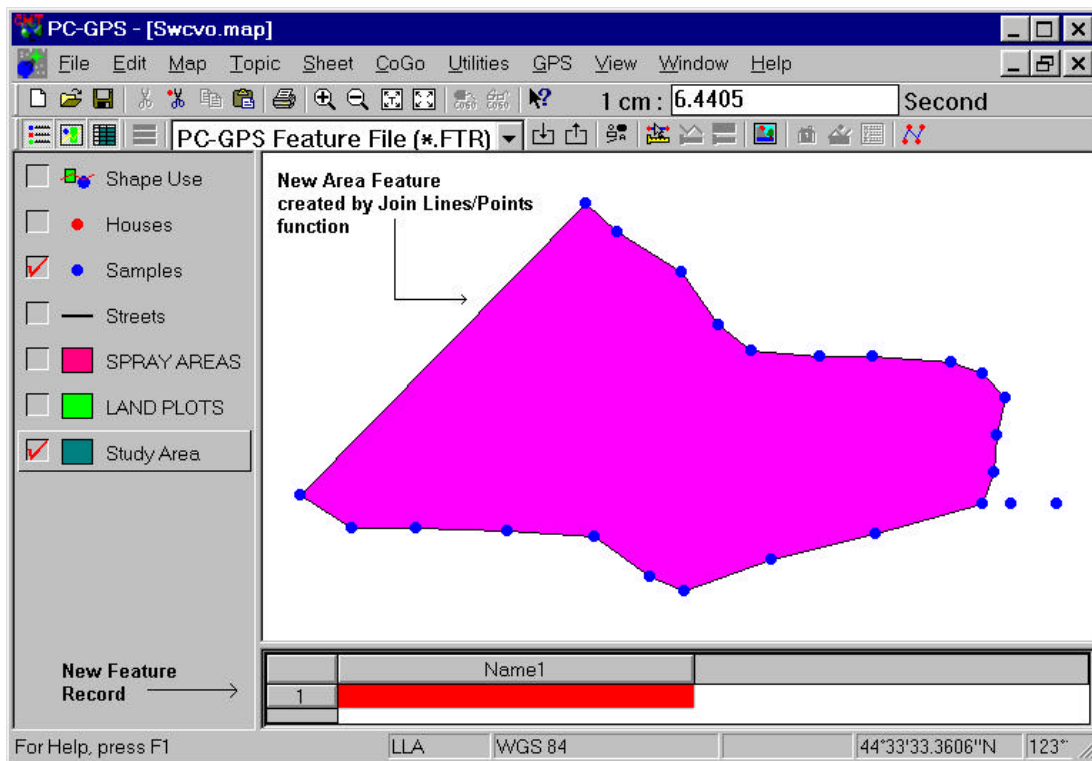 PC-GPS - [Swcvo.map]
File Edit Map Topic Sheet CoGo Utilities GPS View Window Help
1 cm : 6.4405 Second
PC-GPS Feature File (*.FTR)
Shape Use
Houses
Samples
Streets
SPRAY AREAS
LAND PLOTS
Study Area
New Area Feature
created by Join Lines/Points
function
New Feature
Record
Name1
1
For Help, press F1 LLA WGS 84 44°33'33.3606"N 123°